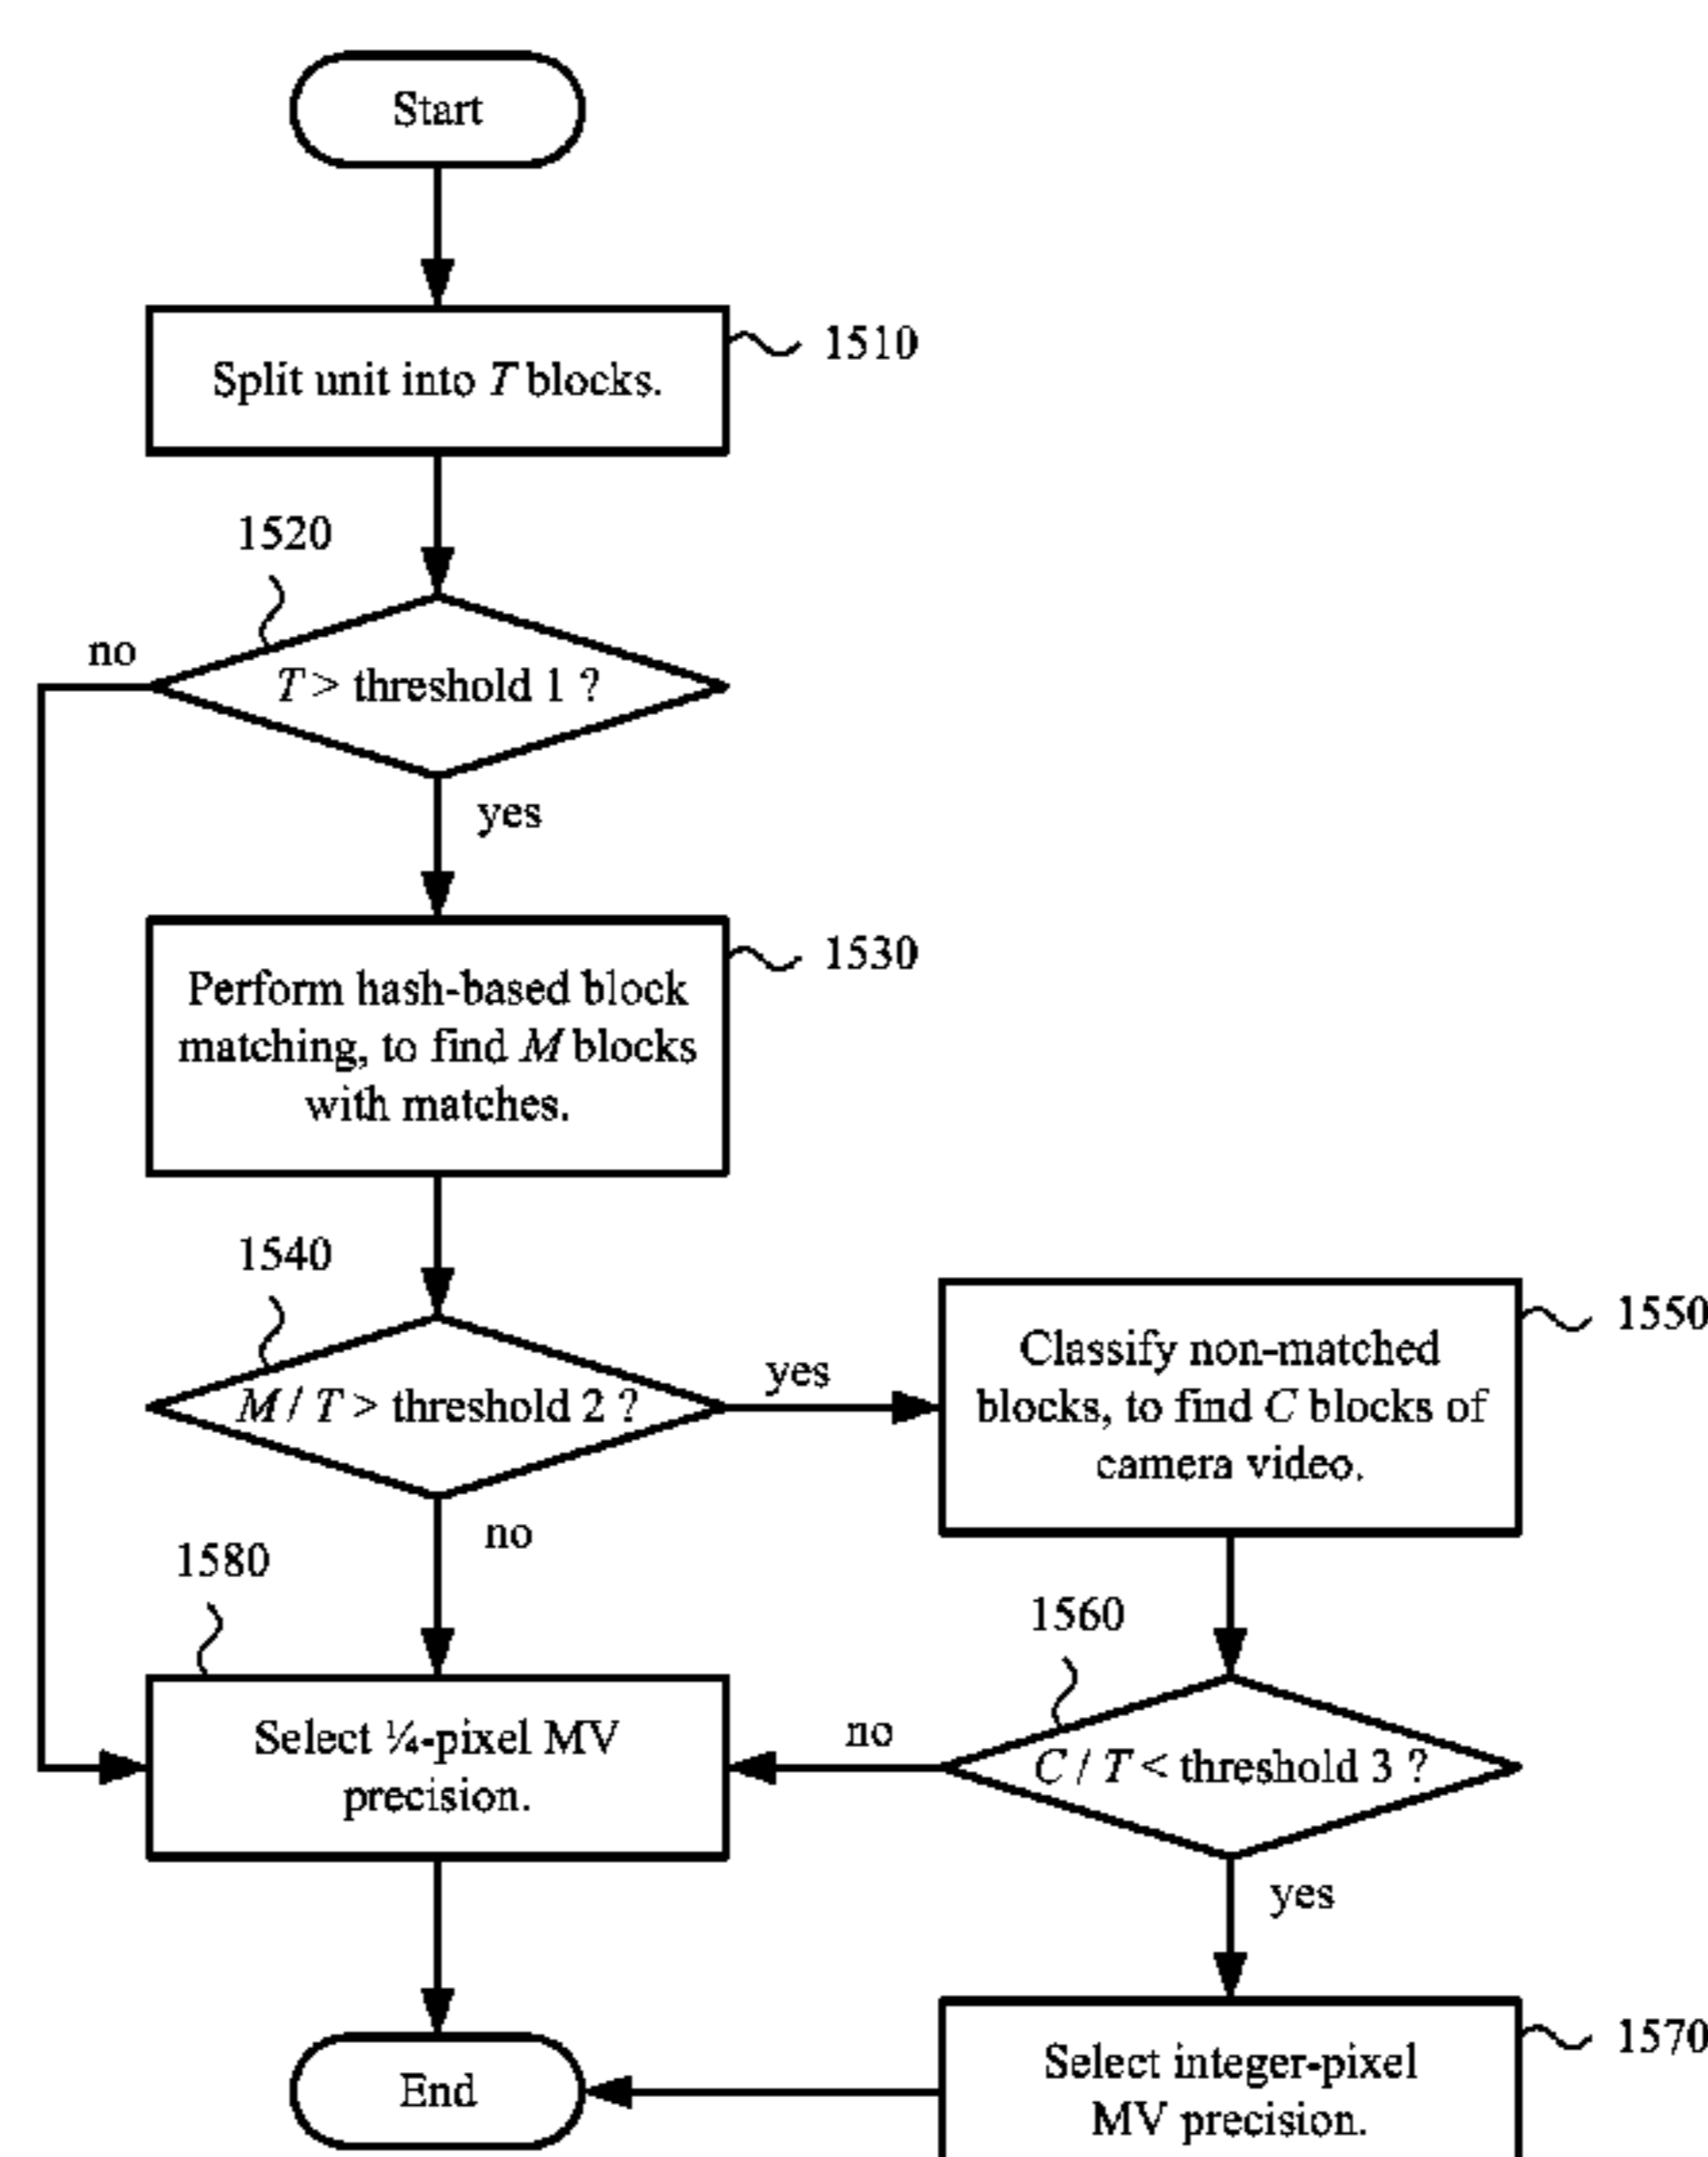 Start
1510
Split unit into T blocks.
1520
no
T > threshold 1 ?
yes
1530
Perform hash-based block
matching, to find M blocks
with matches.
1540
M / T > threshold 2 ?
yes
no
1550
Classify non-matched
blocks, to find C blocks of
camera video.
1580
Select ¼-pixel MV
precision.
1560
no
C / T < threshold 3 ?
yes
1570
Select integer-pixel
MV precision.
End